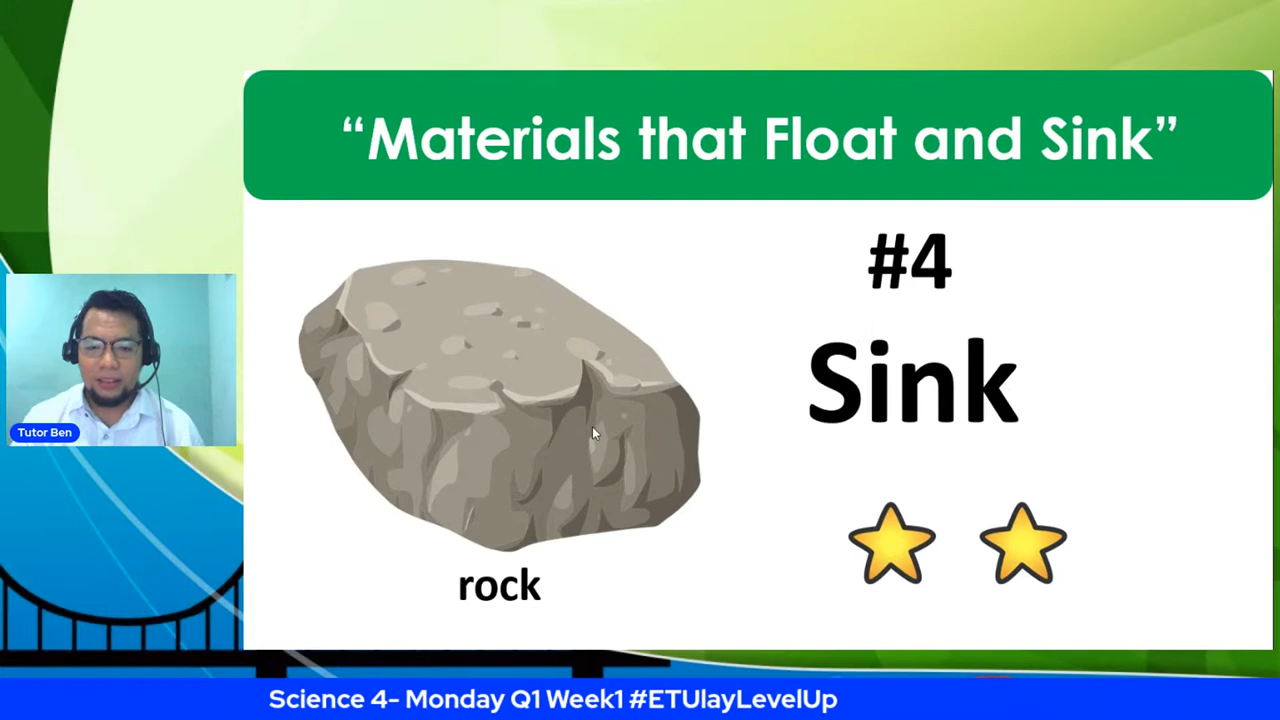 “Materials that Float and Sink”
#4
Sink
rock
Tutor Ben
Science 4- Monday Q1 Week1 #ETUlayLevelUp